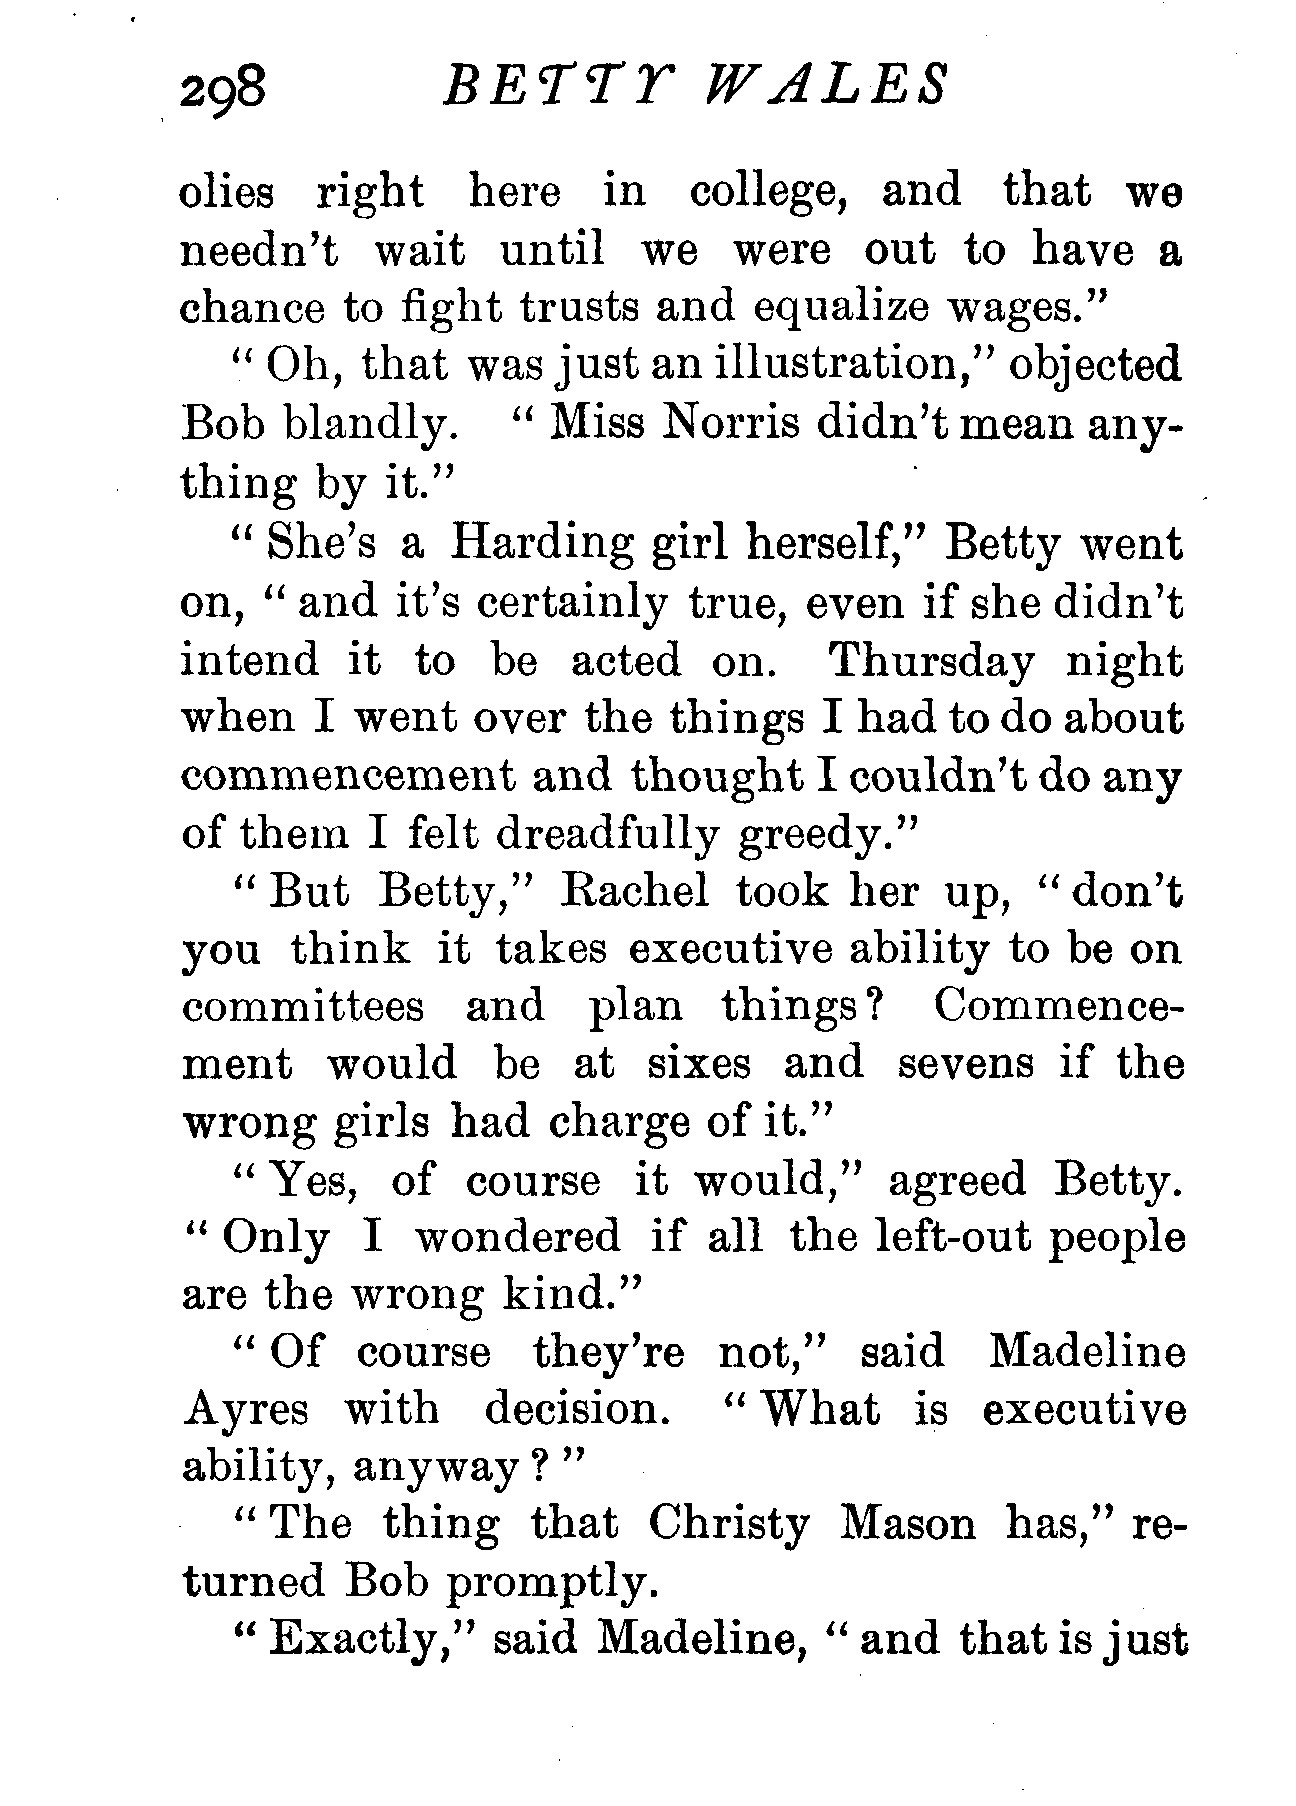 298 BETTY WALES
olies right here in college, and that we
needn't wait until we were out to have a
chance to fight trusts and equalize wages."
" Oh, that was just an illustration," objected
Bob blandly. " Miss Norris didn't mean any-
thing by it."
" She's a Harding girl herself," Betty went
on, " and it's certainly true, even if she didn't
intend it to be acted on. Thursday night
when I went over the things I had to do about
commencement and thought I couldn't do any
of them I felt dreadfully greedy."
" But Betty," Rachel took her up, " don't
you think it takes executive ability to be on
committees and plan things? Commence-
ment would be at sixes and sevens if the
wrong girls had charge of it."
" Yes, of course it would," agreed Betty.
" Only I wondered if all the left-out people
are the wrong kind."
" Of course they're not," said Madeline
Ayres with decision. " What is executive
ability, anyway ? "
" The thing that Christy Mason has," re-
turned Bob promptly.
" Exactly," said Madeline, " and that is just